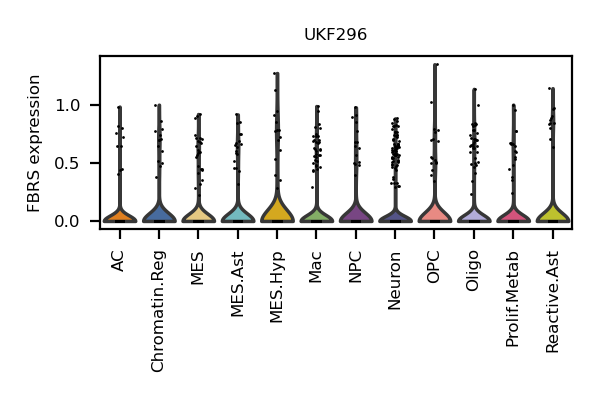 UKF296
FBRS expression
1.0
0.5
0.0
AC
Chromatin.Reg
MES
MES.Ast
MES.Hyp
Mac
NPC
Neuron
OPC
Oligo
Prolif.Metab
Reactive.Ast